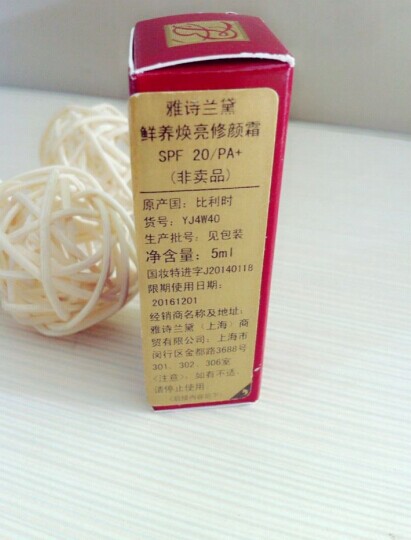 雅诗兰黛
鲜养焕亮修颜霜
SPF 20/PA+
(非卖品)
原产国：比利时
货号：YJ4W40
生产批号：见包装
净含量：5ml
国妆特进字J20140118
限期使用日期：
20161201
经销商名称及地址：
雅诗兰黛（上海）商
贸有限公司：上海市
闵行区金都路3688号
301、302、306室
（注意）：如有不适，
请停止使用